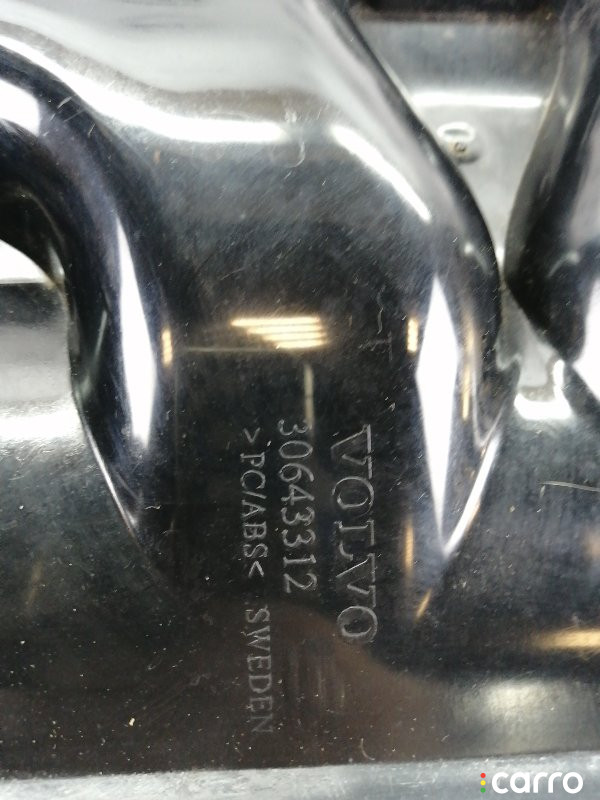 VOLVO
30643312
>PC/ABS< SWEDEN
carro